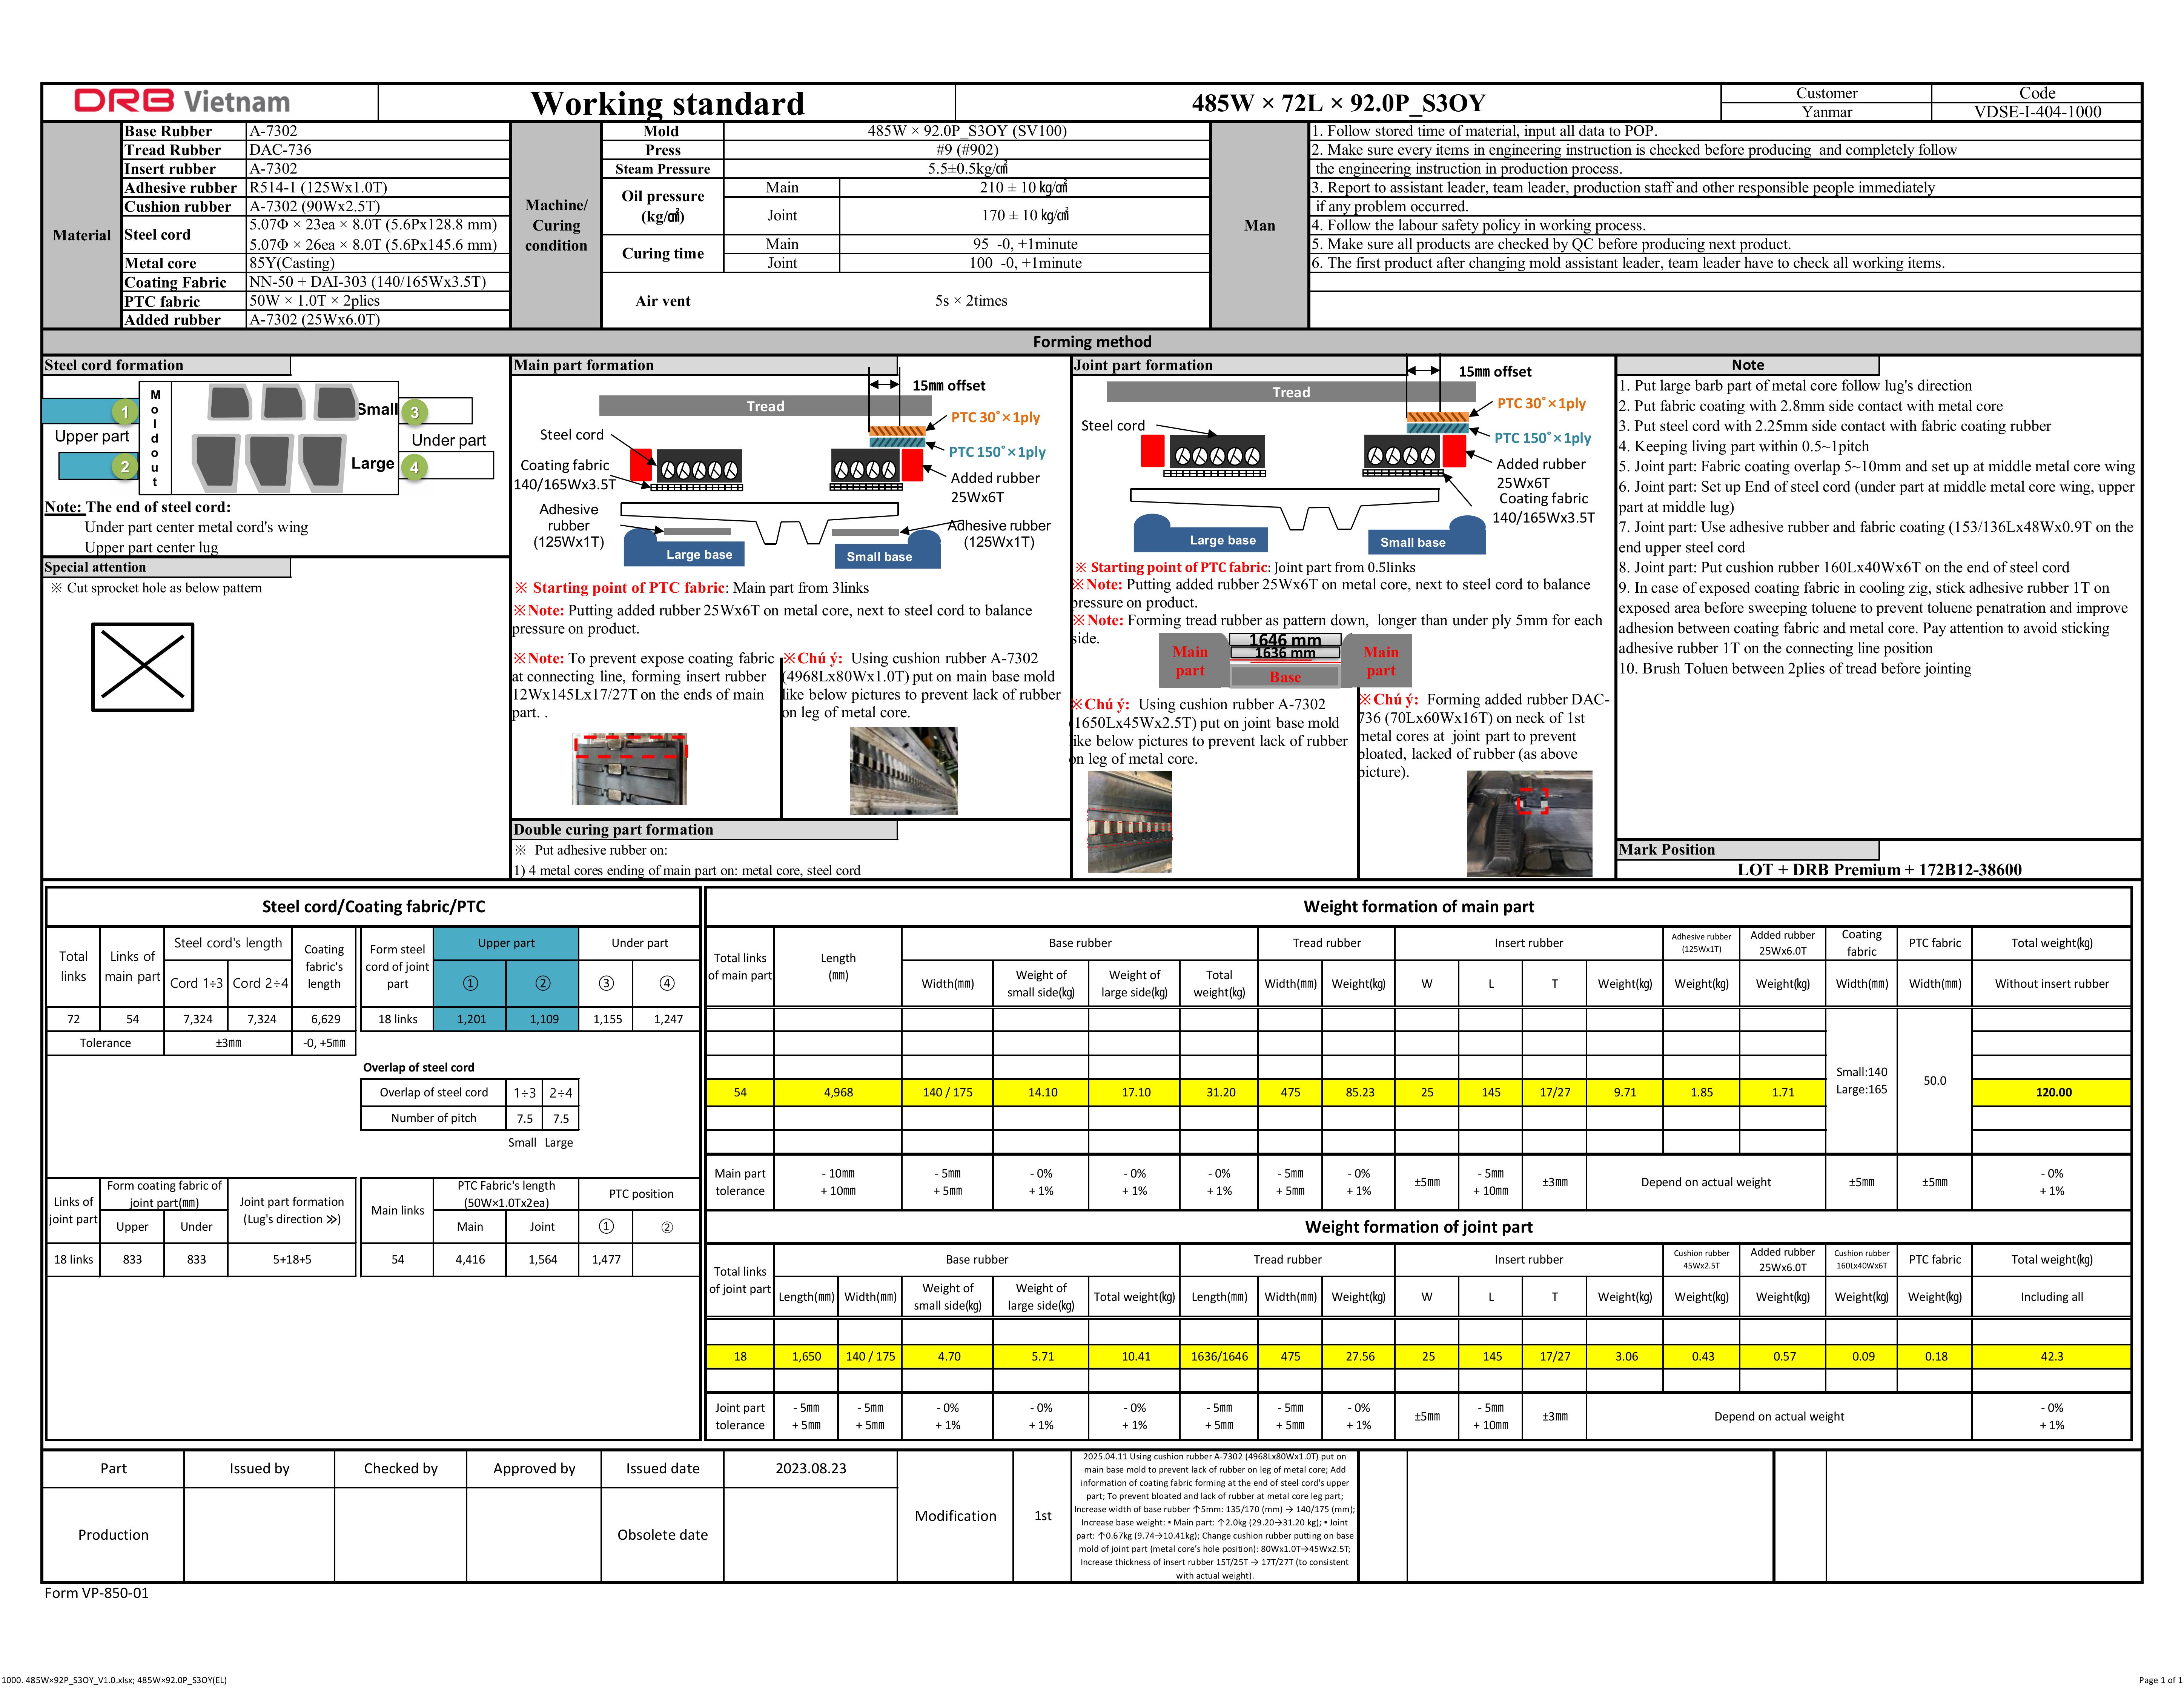 DRB Vietnam
Working standard
485W × 72L × 92.0P_S3OY
Customer
Code
Yanmar
VDSE-I-404-1000
Material
Base Rubber A-7302
Tread Rubber DAC-736
Insert rubber A-7302
Adhesive rubber R514-1 (125Wx1.0T)
Cushion rubber A-7302 (90Wx2.5T)
Steel cord
5.07Φ × 23ea × 8.0T (5.6Px128.8 mm)
5.07Φ × 26ea × 8.0T (5.6Px145.6 mm)
Metal core 85Y(Casting)
Coating Fabric NN-50 + DAI-303 (140/165Wx3.5T)
PTC fabric 50W × 1.0T × 2plies
Added rubber A-7302 (25Wx6.0T)
Machine/
Curing
condition
Mold 485W × 92.0P_S3OY (SV100)
Press #9 (#902)
Steam Pressure 5.5±0.5kg/㎠
Oil pressure
(kg/㎠)
Main 210 ± 10 kg/㎠
Joint 170 ± 10 kg/㎠
Curing time
Main 95 -0, +1minute
Joint 100 -0, +1minute
Air vent 5s × 2times
Man
1. Follow stored time of material, input all data to POP.
2. Make sure every items in engineering instruction is checked before producing and completely follow
the engineering instruction in production process.
3. Report to assistant leader, team leader, production staff and other responsible people immediately
if any problem occurred.
4. Follow the labour safety policy in working process.
5. Make sure all products are checked by QC before producing next product.
6. The first product after changing mold assistant leader, team leader have to check all working items.
Forming method
Steel cord formation
Mold out
1
Upper part
2
Small
3
Under part
Large
4
Note: The end of steel cord:
Under part center metal cord's wing
Upper part center lug
Special attention
※ Cut sprocket hole as below pattern
Main part formation
15㎜ offset
Tread
PTC 30˚×1ply
Steel cord
PTC 150˚×1ply
Coating fabric
140/165Wx3.5T
Added rubber
25Wx6T
Adhesive
rubber
(125Wx1T)
Adhesive rubber
(125Wx1T)
Large base
Small base
※ Starting point of PTC fabric: Main part from 3links
※Note: Putting added rubber 25Wx6T on metal core, next to steel cord to balance
pressure on product.
※Note: To prevent expose coating fabric
at connecting line, forming insert rubber
12Wx145Lx17/27T on the ends of main
part. .
※Chú ý: Using cushion rubber A-7302
(4968Lx80Wx1.0T) put on main base mold
like below pictures to prevent lack of rubber
on leg of metal core.
Double curing part formation
※ Put adhesive rubber on:
1) 4 metal cores ending of main part on: metal core, steel cord
Joint part formation
15㎜ offset
Tread
PTC 30˚×1ply
Steel cord
PTC 150˚×1ply
Added rubber
25Wx6T
Coating fabric
140/165Wx3.5T
Large base
Small base
※ Starting point of PTC fabric: Joint part from 0.5links
※Note: Putting added rubber 25Wx6T on metal core, next to steel cord to balance
pressure on product.
※Note: Forming tread rubber as pattern down, longer than under ply 5mm for each
side.
1646 mm
1636 mm
Main
part
Base
Main
part
※Chú ý: Using cushion rubber A-7302
(1650Lx45Wx2.5T) put on joint base mold
like below pictures to prevent lack of rubber
on leg of metal core.
※Chú ý: Forming added rubber DAC-
736 (70Lx60Wx16T) on neck of 1st
metal cores at joint part to prevent
bloated, lacked of rubber (as above
picture).
Note
1. Put large barb part of metal core follow lug's direction
2. Put fabric coating with 2.8mm side contact with metal core
3. Put steel cord with 2.25mm side contact with fabric coating rubber
4. Keeping living part within 0.5~1pitch
5. Joint part: Fabric coating overlap 5~10mm and set up at middle metal core wing
6. Joint part: Set up End of steel cord (under part at middle metal core wing, upper
part at middle lug)
7. Joint part: Use adhesive rubber and fabric coating (153/136Lx48Wx0.9T on the
end upper steel cord
8. Joint part: Put cushion rubber 160Lx40Wx6T on the end of steel cord
9. In case of exposed coating fabric in cooling zig, stick adhesive rubber 1T on
exposed area before sweeping toluene to prevent toluene penatration and improve
adhesion between coating fabric and metal core. Pay attention to avoid sticking
adhesive rubber 1T on the connecting line position
10. Brush Toluen between 2plies of tread before jointing
Mark Position
LOT + DRB Premium + 172B12-38600
Steel cord/Coating fabric/PTC
Total links
Links of main part
Steel cord's length
Cord 1÷3 Cord 2÷4
Coating fabric's length
Form steel cord of joint part
Upper part
① ②
Under part
③ ④
72 54 7,324 7,324 6,629 18 links 1,201 1,109 1,155 1,247
Tolerance ±3㎜ -0, +5㎜
Overlap of steel cord
Overlap of steel cord 1÷3 2÷4
Number of pitch 7.5 7.5
Small Large
Links of joint part
Form coating fabric of joint part(㎜)
Upper Under
Joint part formation
(Lug's direction ≫)
Main links
PTC Fabric's length
(50W×1.0Tx2ea)
Main Joint
PTC position
① ②
18 links 833 833 5+18+5 54 4,416 1,564 1,477
Weight formation of main part
Total links of main part
Length (㎜)
Base rubber
Width(㎜)
Weight of small side(㎏)
Weight of large side(㎏)
Total weight(㎏)
Tread rubber
Width(㎜) Weight(㎏)
Insert rubber
W L T Weight(㎏)
Adhesive rubber (125Wx1T)
Weight(㎏)
Added rubber 25Wx6.0T
Weight(㎏)
Coating fabric
Width(㎜)
PTC fabric
Width(㎜)
Total weight(㎏)
Without insert rubber
54 4,968 140 / 175 14.10 17.10 31.20 475 85.23 25 145 17/27 9.71 1.85 1.71 120.00
Small:140
Large:165
50.0
Main part tolerance
- 10㎜ - 5㎜ - 0% - 0% - 0% - 5㎜ - 0% ±5㎜ - 5㎜ ±3㎜ Depend on actual weight ±5㎜ ±5㎜ - 0%
+ 10㎜ + 5㎜ + 1% + 1% + 1% + 5㎜ + 1% + 10㎜ + 1%
Weight formation of joint part
Total links of joint part
Base rubber
Length(㎜) Width(㎜)
Weight of small side(㎏)
Weight of large side(㎏)
Total weight(㎏)
Tread rubber
Length(㎜) Width(㎜) Weight(㎏)
Insert rubber
W L T Weight(㎏)
Cushion rubber 45Wx2.5T
Weight(㎏)
Added rubber 25Wx6.0T
Weight(㎏)
Cushion rubber 160Lx40Wx6T
Weight(㎏)
PTC fabric
Weight(㎏)
Total weight(㎏)
Including all
18 1,650 140 / 175 4.70 5.71 10.41 1636/1646 475 27.56 25 145 17/27 3.06 0.43 0.57 0.09 0.18 42.3
Joint part tolerance
- 5㎜ - 5㎜ - 0% - 0% - 0% - 5㎜ - 5㎜ - 0% ±5㎜ - 5㎜ ±3㎜ Depend on actual weight - 0%
+ 5㎜ + 5㎜ + 1% + 1% + 1% + 5㎜ + 5㎜ + 1% + 10㎜ + 1%
Part Issued by Checked by Approved by Issued date 2023.08.23
Production
Obsolete date
Modification
1st
2025.04.11 Using cushion rubber A-7302 (4968Lx80Wx1.0T) put on
main base mold to prevent lack of rubber on leg of metal core; Add
information of coating fabric forming at the end of steel cord's upper
part; To prevent bloated and lack of rubber at metal core leg part;
Increase width of base rubber ↑5mm: 135/170 (mm) → 140/175 (mm);
Increase base weight: • Main part: ↑2.0kg (29.20→31.20 kg); • Joint
part: ↑0.67kg (9.74→10.41kg); Change cushion rubber putting on base
mold of joint part (metal core's hole position): 80Wx1.0T→45Wx2.5T;
Increase thickness of insert rubber 15T/25T → 17T/27T (to consistent
with actual weight).
Form VP-850-01
1000. 485W×92P_S3OY_V1.0.xlsx; 485W×92.0P_S3OY(EL)
Page 1 of 1